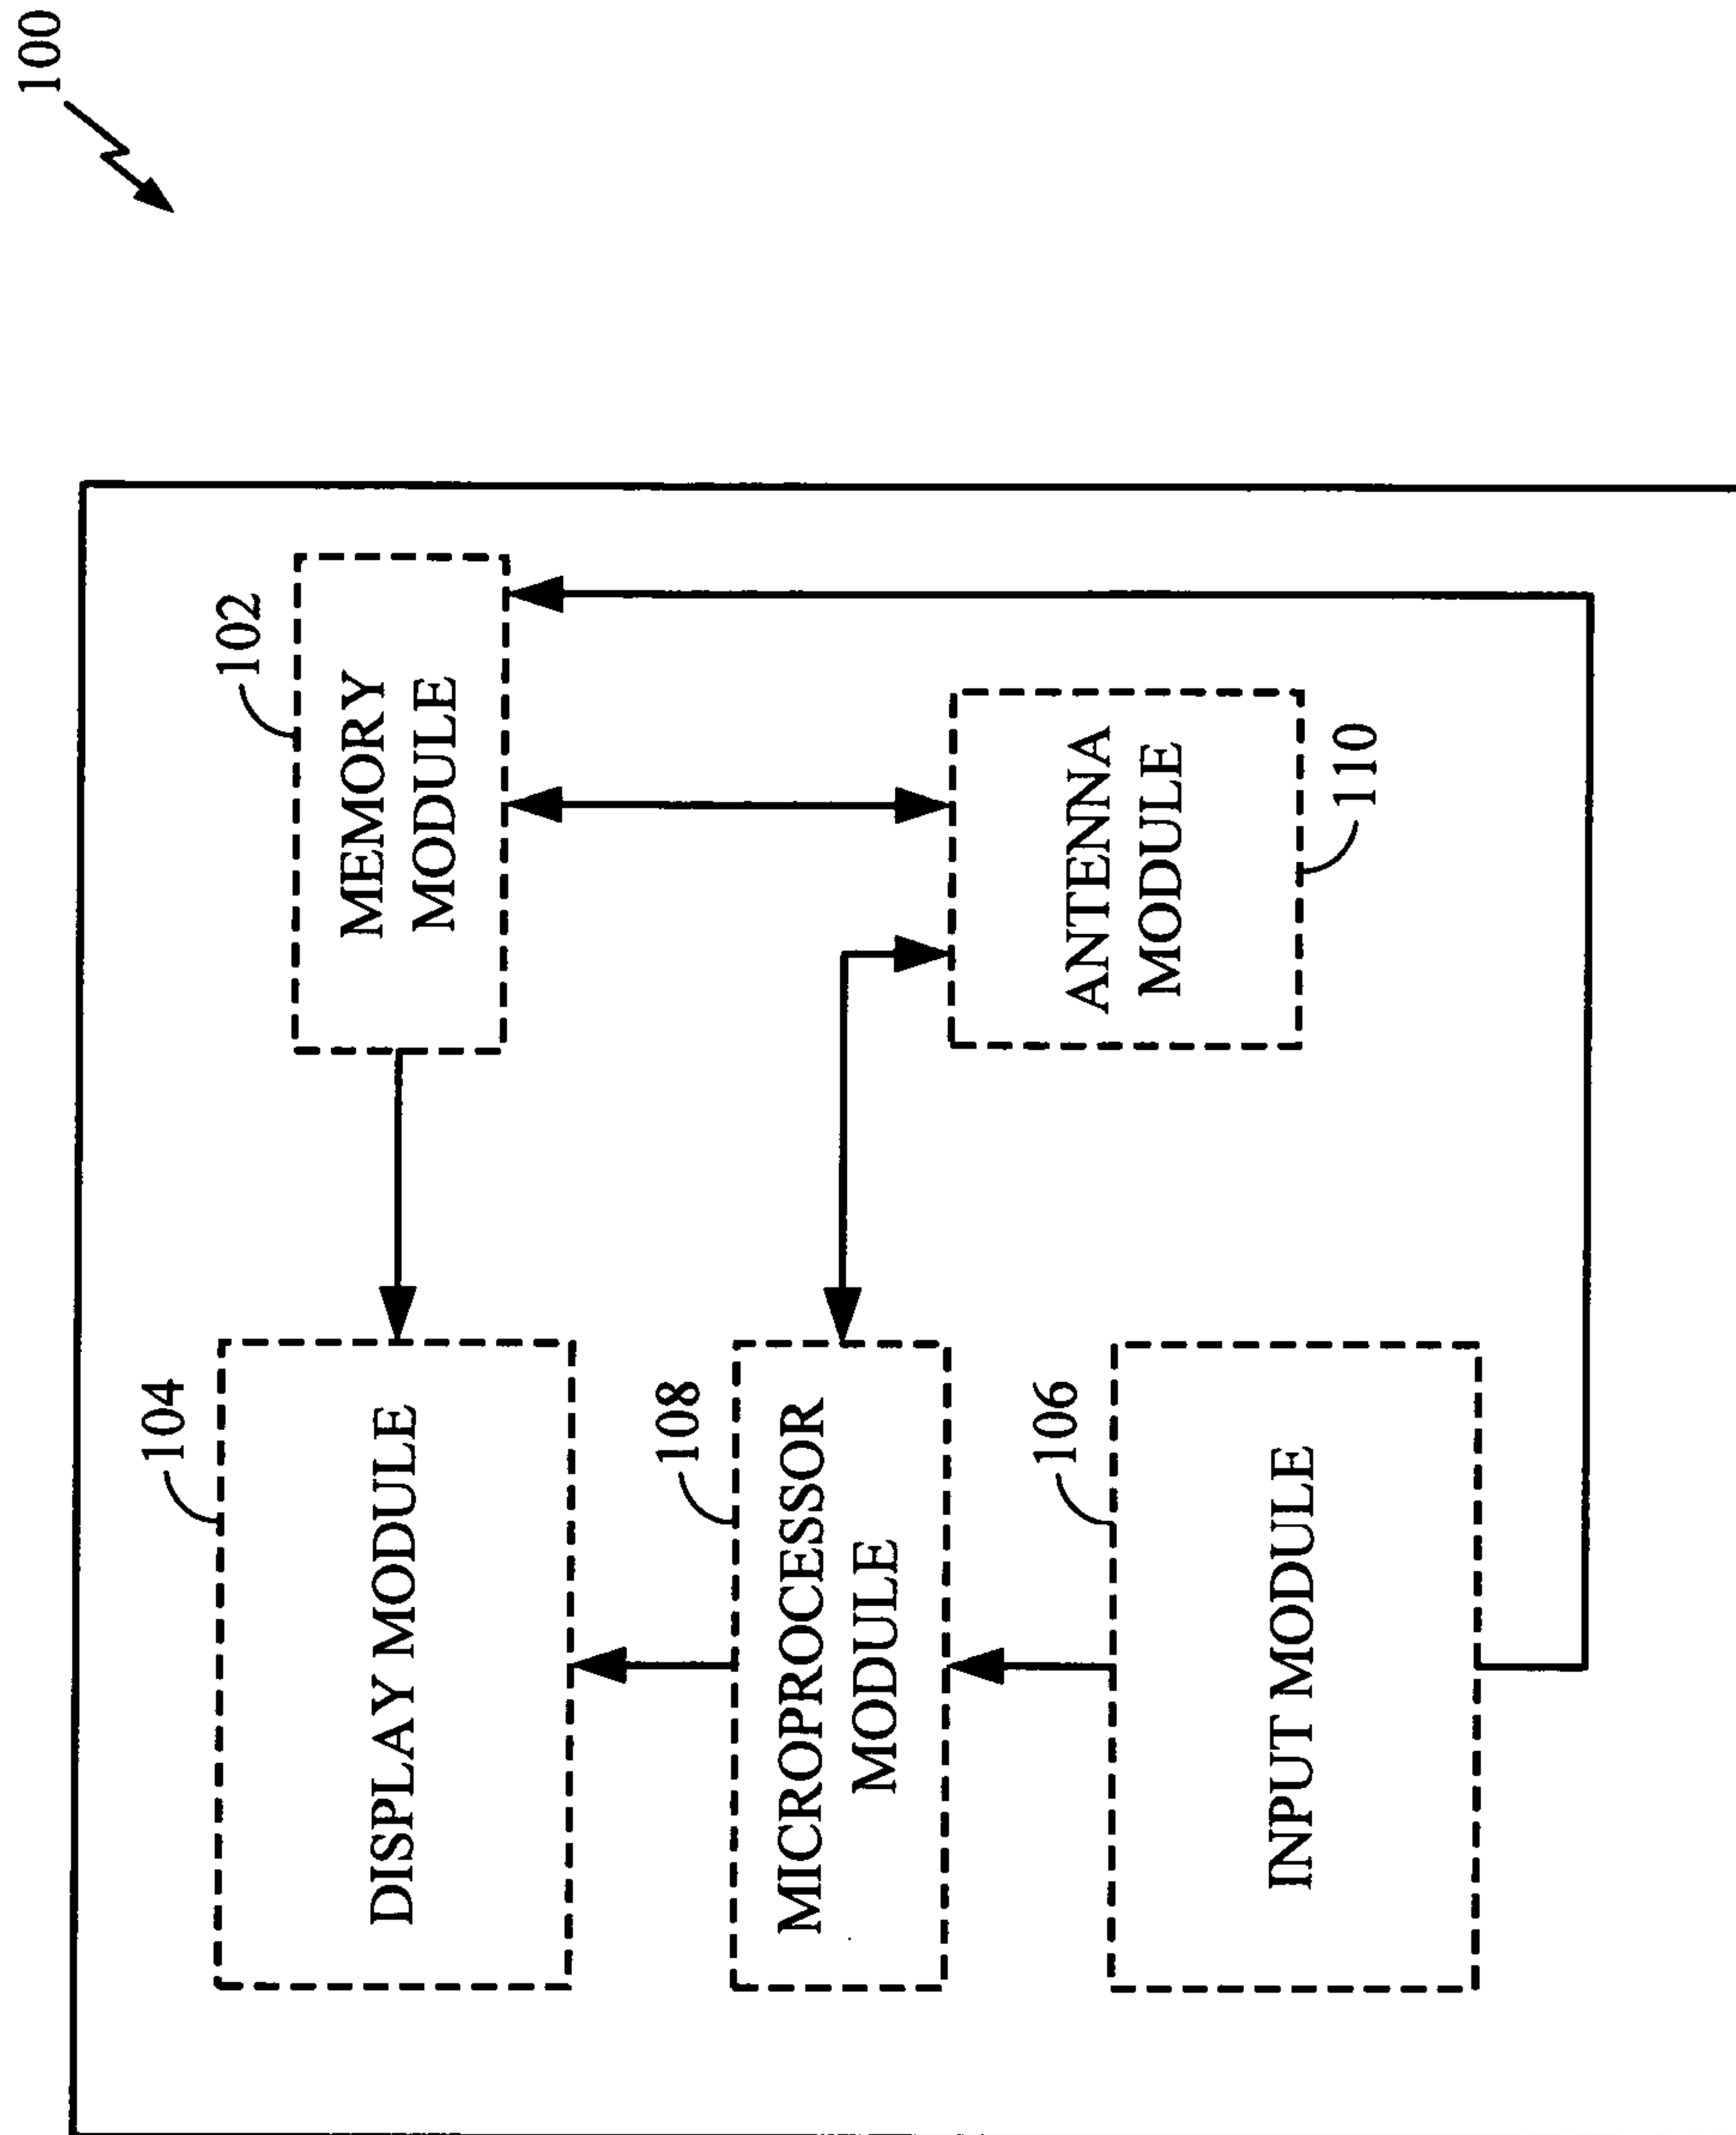 100
102
MEMORY
MODULE
104
DISPLAY MODULE
108
MICROPROCESSOR
MODULE
ANTENNA
MODULE
110
106
INPUT MODULE